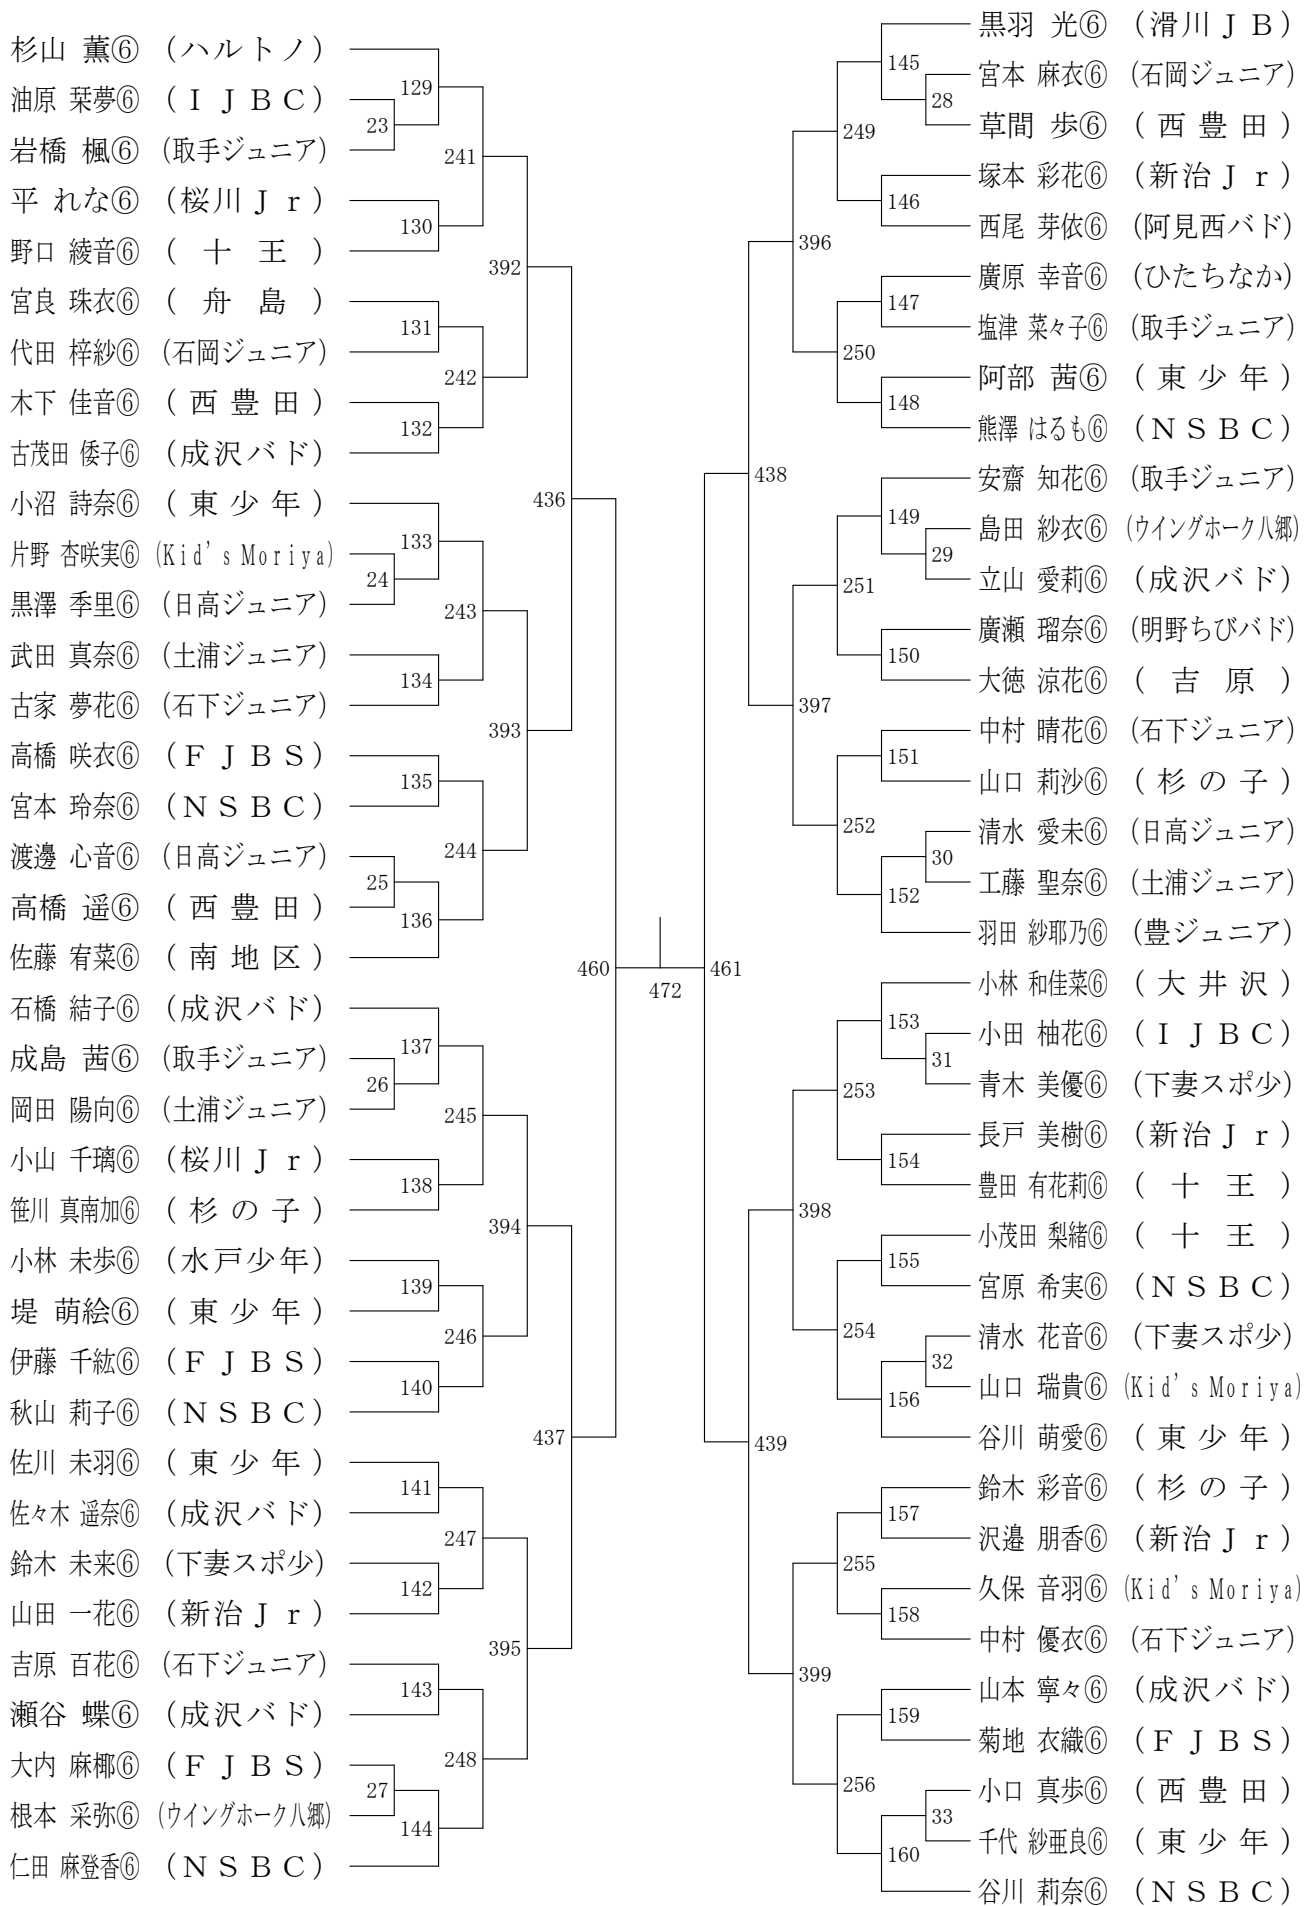 杉山 薫⑥ (ハルトノ)
油原 栞夢⑥ (ＩＪＢＣ)
岩橋 楓⑥ (取手ジュニア)
平 れな⑥ (桜川Ｊｒ)
野口 綾音⑥ (十王)
宮良 珠衣⑥ (舟島)
代田 梓紗⑥ (石岡ジュニア)
木下 佳音⑥ (西豊田)
古茂田 倭子⑥ (成沢バド)
小沼 詩奈⑥ (東少年)
片野 杏咲実⑥ (Kid's Moriya)
黒澤 季里⑥ (日高ジュニア)
武田 真奈⑥ (土浦ジュニア)
古家 夢花⑥ (石下ジュニア)
高橋 咲衣⑥ (ＦＪＢＳ)
宮本 玲奈⑥ (ＮＳＢＣ)
渡邊 心音⑥ (日高ジュニア)
高橋 遥⑥ (西豊田)
佐藤 宥菜⑥ (南地区)
石橋 結子⑥ (成沢バド)
成島 茜⑥ (取手ジュニア)
岡田 陽向⑥ (土浦ジュニア)
小山 千璃⑥ (桜川Ｊｒ)
笹川 真南加⑥ (杉の子)
小林 未歩⑥ (水戸少年)
堤 萌絵⑥ (東少年)
伊藤 千紘⑥ (ＦＪＢＳ)
秋山 莉子⑥ (ＮＳＢＣ)
佐川 未羽⑥ (東少年)
佐々木 遥奈⑥ (成沢バド)
鈴木 未来⑥ (下妻スポ少)
山田 一花⑥ (新治Ｊｒ)
吉原 百花⑥ (石下ジュニア)
瀬谷 蝶⑥ (成沢バド)
大内 麻椰⑥ (ＦＪＢＳ)
根本 采弥⑥ (ウイングホーク八郷)
仁田 麻登香⑥ (ＮＳＢＣ)
23
24
25
26
27
129
130
131
132
133
134
135
136
137
138
139
140
141
142
143
144
241
242
243
244
245
246
247
248
392
393
394
395
436
437
460
472
461
438
439
396
397
398
399
249
250
251
252
253
254
255
256
145
146
147
148
149
150
151
152
153
154
155
156
157
158
159
160
28
29
30
31
32
33
黒羽 光⑥ (滑川ＪＢ)
宮本 麻衣⑥ (石岡ジュニア)
草間 歩⑥ (西豊田)
塚本 彩花⑥ (新治Ｊｒ)
西尾 芽依⑥ (阿見西バド)
廣原 幸音⑥ (ひたちなか)
塩津 菜々子⑥ (取手ジュニア)
阿部 茜⑥ (東少年)
熊澤 はるも⑥ (ＮＳＢＣ)
安齋 知花⑥ (取手ジュニア)
島田 紗衣⑥ (ウイングホーク八郷)
立山 愛莉⑥ (成沢バド)
廣瀬 瑠奈⑥ (明野ちびバド)
大徳 涼花⑥ (吉原)
中村 晴花⑥ (石下ジュニア)
山口 莉沙⑥ (杉の子)
清水 愛未⑥ (日高ジュニア)
工藤 聖奈⑥ (土浦ジュニア)
羽田 紗耶乃⑥ (豊ジュニア)
小林 和佳菜⑥ (大井沢)
小田 柚花⑥ (ＩＪＢＣ)
青木 美優⑥ (下妻スポ少)
長戸 美樹⑥ (新治Ｊｒ)
豊田 有花莉⑥ (十王)
小茂田 梨緒⑥ (十王)
宮原 希実⑥ (ＮＳＢＣ)
清水 花音⑥ (下妻スポ少)
山口 瑞貴⑥ (Kid's Moriya)
谷川 萌愛⑥ (東少年)
鈴木 彩音⑥ (杉の子)
沢邉 朋香⑥ (新治Ｊｒ)
久保 音羽⑥ (Kid's Moriya)
中村 優衣⑥ (石下ジュニア)
山本 寧々⑥ (成沢バド)
菊地 衣織⑥ (ＦＪＢＳ)
小口 真歩⑥ (西豊田)
千代 紗亜良⑥ (東少年)
谷川 莉奈⑥ (ＮＳＢＣ)